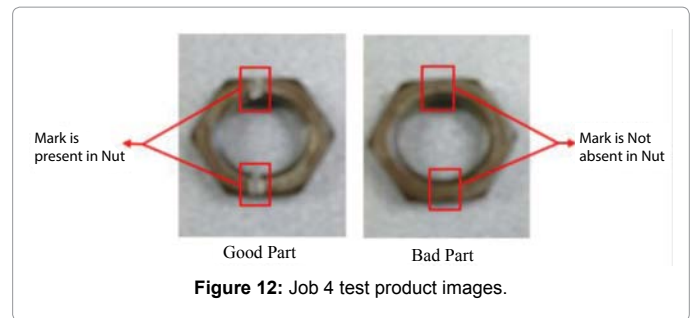 Mark is
present in Nut
Mark is Not
absent in Nut
Good Part
Bad Part
Figure 12: Job 4 test product images.